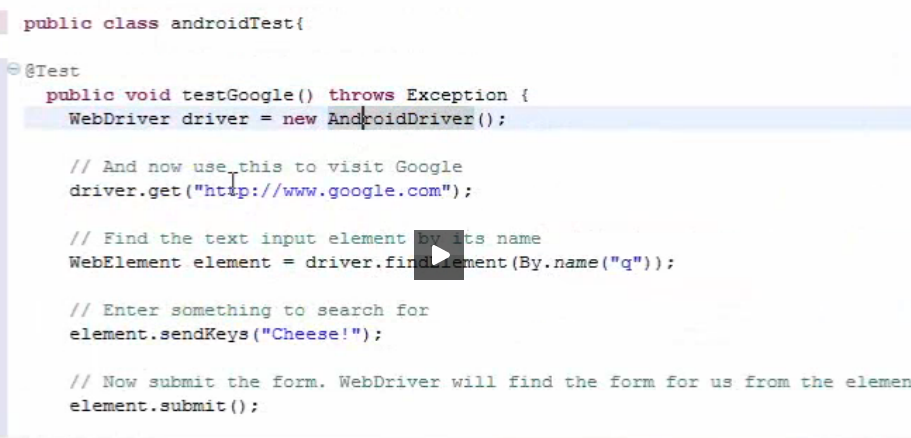 public class androidTest{
@Test
public void testGoogle() throws Exception {
WebDriver driver = new AndroidDriver();
// And now use this to visit Google
driver.get("http://www.google.com");
// Find the text input element by its name
WebElement element = driver.findElement(By.name("q"));
// Enter something to search for
element.sendKeys("Cheese!");
// Now submit the form. WebDriver will find the form for us from the elemen
element.submit();